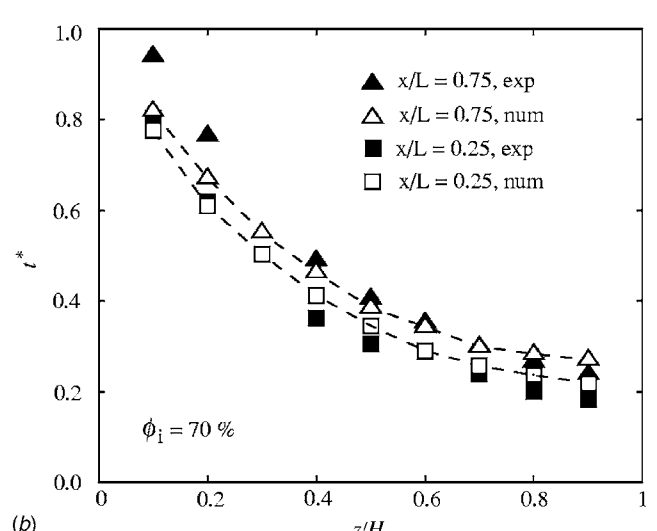 1.0
x/L = 0.75, exp
0.8
x/L = 0.75, num
x/L = 0.25, exp
x/L = 0.25, num
0.6
t*
0.4
0.2
ϕi = 70 %
0.0
0 0.2 0.4 0.6 0.8 1
(b) z/H